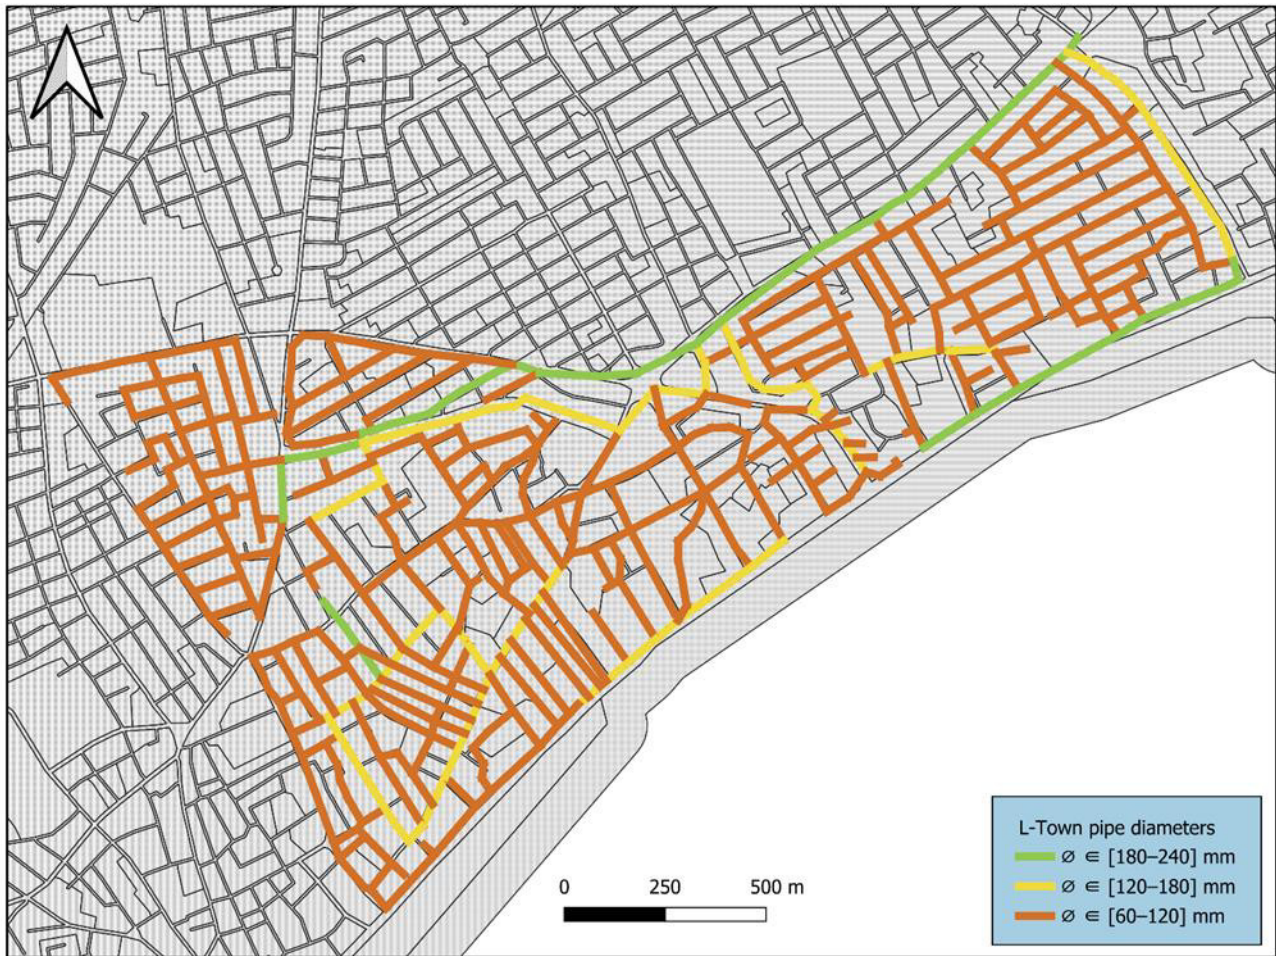 L-Town pipe diameters
Ø ∈ [180–240] mm
Ø ∈ [120–180] mm
Ø ∈ [60–120] mm
0 250 500 m